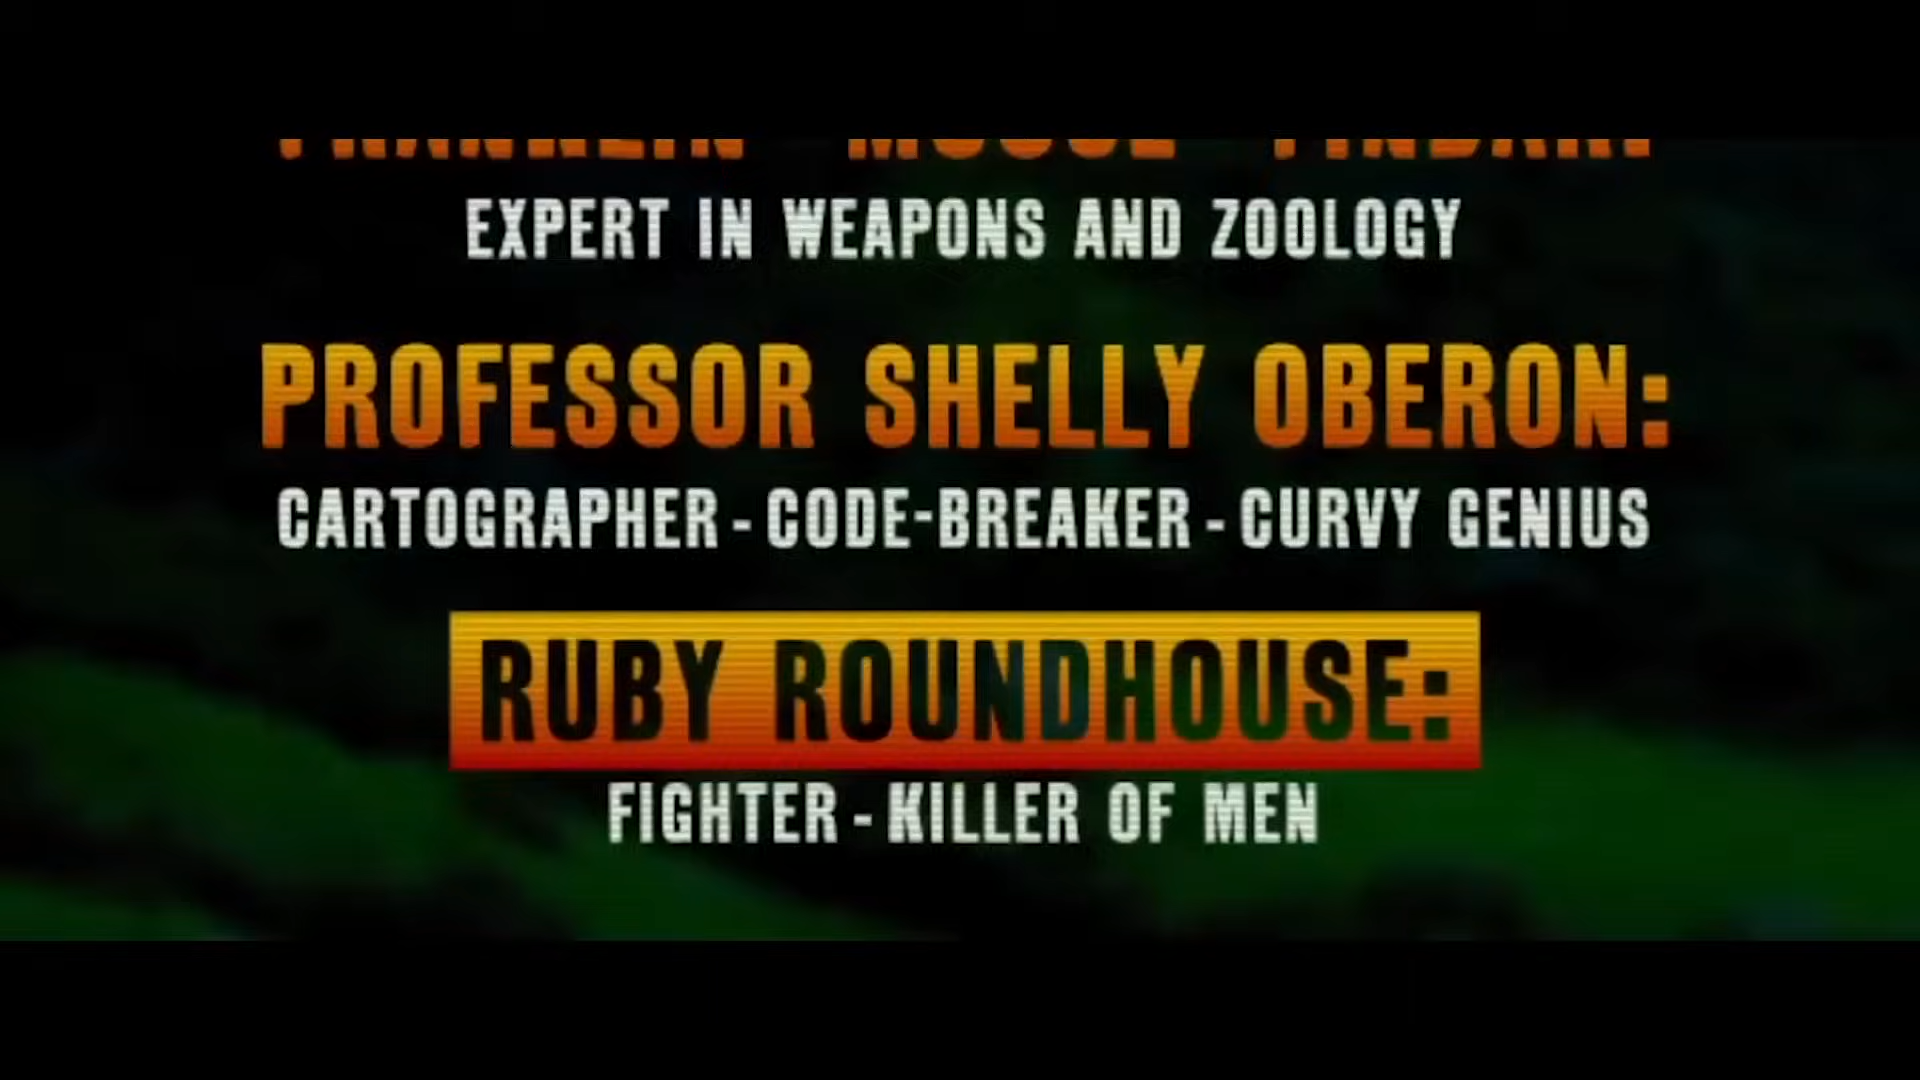 EXPERT IN WEAPONS AND ZOOLOGY
PROFESSOR SHELLY OBERON:
CARTOGRAPHER - CODE-BREAKER - CURVY GENIUS
RUBY ROUNDHOUSE:
FIGHTER - KILLER OF MEN